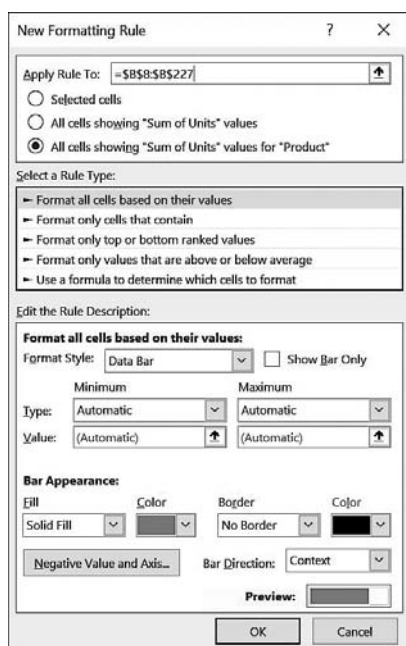 New Formatting Rule ? ×
Apply Rule To: =$B$8:$B$227
Selected cells
All cells showing "Sum of Units" values
All cells showing "Sum of Units" values for "Product"
Select a Rule Type:
► Format all cells based on their values
► Format only cells that contain
► Format only top or bottom ranked values
► Format only values that are above or below average
► Use a formula to determine which cells to format
Edit the Rule Description:
Format all cells based on their values:
Format Style: Data Bar Show Bar Only
Minimum Maximum
Type: Automatic Automatic
Value: (Automatic) (Automatic)
Bar Appearance:
Fill Color Border Color
Solid Fill No Border
Negative Value and Axis... Bar Direction: Context
Preview:
OK Cancel